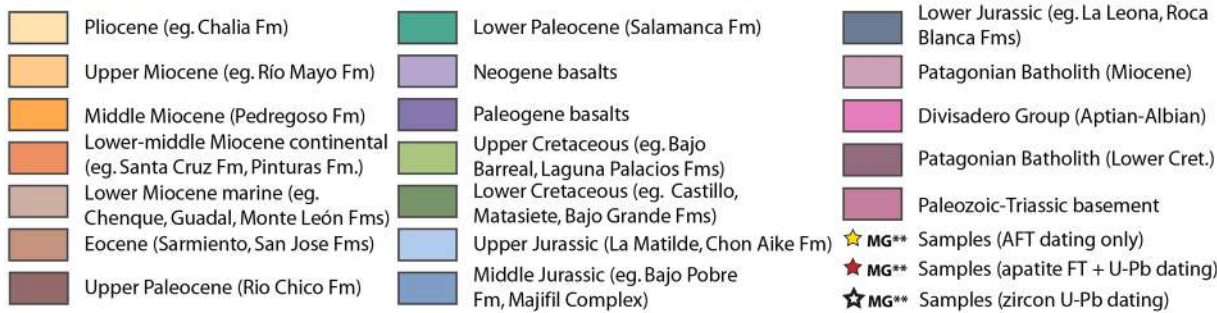 Pliocene (eg. Chalia Fm)
Upper Miocene (eg. Río Mayo Fm)
Middle Miocene (Pedregoso Fm)
Lower-middle Miocene continental
(eg. Santa Cruz Fm, Pinturas Fm.)
Lower Miocene marine (eg.
Chenque, Guadal, Monte León Fms)
Eocene (Sarmiento, San Jose Fms)
Upper Paleocene (Rio Chico Fm)
Lower Paleocene (Salamanca Fm)
Neogene basalts
Paleogene basalts
Upper Cretaceous (eg. Bajo
Barreal, Laguna Palacios Fms)
Lower Cretaceous (eg. Castillo,
Matasiete, Bajo Grande Fms)
Upper Jurassic (La Matilde, Chon Aike Fm)
Middle Jurassic (eg. Bajo Pobre
Fm, Majifil Complex)
Lower Jurassic (eg. La Leona, Roca
Blanca Fms)
Patagonian Batholith (Miocene)
Divisadero Group (Aptian-Albian)
Patagonian Batholith (Lower Cret.)
Paleozoic-Triassic basement
MG** Samples (AFT dating only)
MG** Samples (apatite FT + U-Pb dating)
MG** Samples (zircon U-Pb dating)